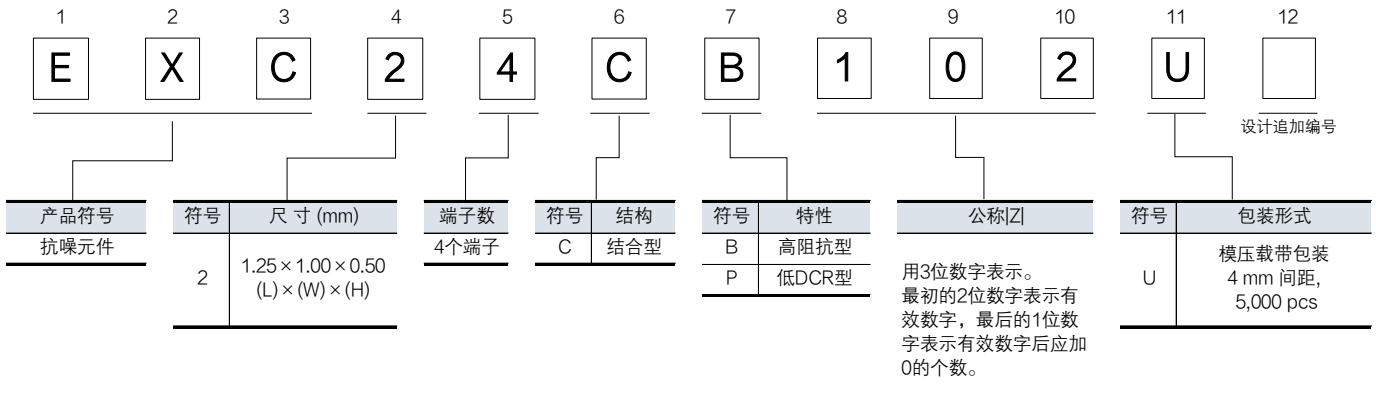 1 2 3 4 5 6 7 8 9 10 11 12
E X C 2 4 C B 1 0 2 U
设计追加编号
产品符号
抗噪元件
符号 尺寸 (mm)
2 1.25×1.00×0.50
(L)×(W)×(H)
端子数
4个端子
符号 结构
C 结合型
符号 特性
B 高阻抗型
P 低DCR型
公称|Z|
用3位数字表示。
最初的2位数字表示有
效数字，最后的1位数
字表示有效数字后应加
0的个数。
符号 包装形式
U 模压载带包装
4 mm 间距,
5,000 pcs